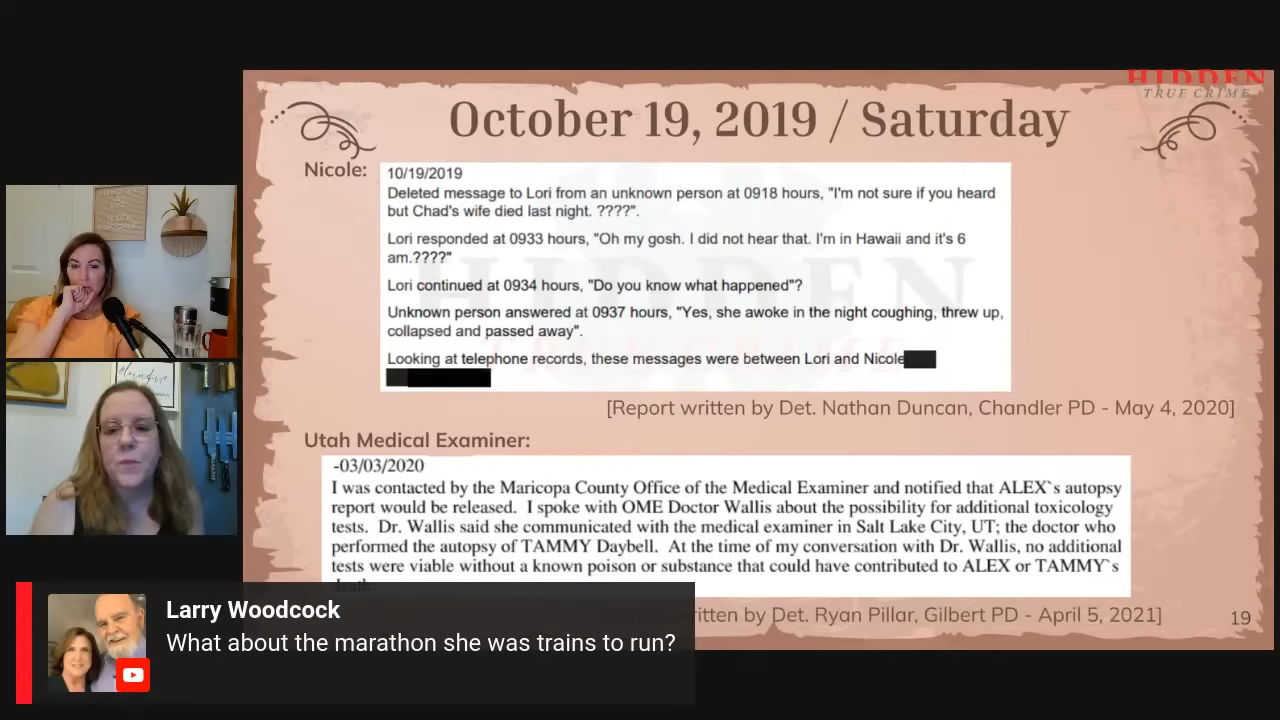 HIDDEN
TRUE CRIME
October 19, 2019 / Saturday
Nicole:
10/19/2019
Deleted message to Lori from an unknown person at 0918 hours, "I'm not sure if you heard
but Chad's wife died last night. ????".
Lori responded at 0933 hours, "Oh my gosh. I did not hear that. I'm in Hawaii and it's 6
am.????"
Lori continued at 0934 hours, "Do you know what happened"?
Unknown person answered at 0937 hours, "Yes, she awoke in the night coughing, threw up,
collapsed and passed away".
Looking at telephone records, these messages were between Lori and Nicole
[Report written by Det. Nathan Duncan, Chandler PD - May 4, 2020]
Utah Medical Examiner:
-03/03/2020
I was contacted by the Maricopa County Office of the Medical Examiner and notified that ALEX`s autopsy
report would be released. I spoke with OME Doctor Wallis about the possibility for additional toxicology
tests. Dr. Wallis said she communicated with the medical examiner in Salt Lake City, UT; the doctor who
performed the autopsy of TAMMY Daybell. At the time of my conversation with Dr. Wallis, no additional
tests were viable without a known poison or substance that could have contributed to ALEX or TAMMY`s
death
written by Det. Ryan Pillar, Gilbert PD - April 5, 2021]
19
Larry Woodcock
What about the marathon she was trains to run?